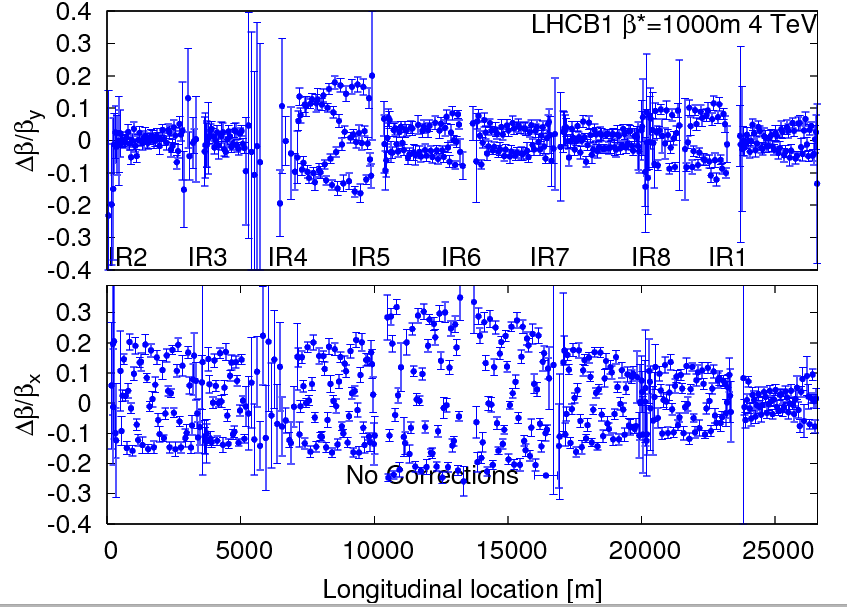 LHCB1 β*=1000m 4 TeV
0.4
0.3
0.2
0.1
0
-0.1
-0.2
-0.3
-0.4
Δβ/βy
IR2 IR3 IR4 IR5 IR6 IR7 IR8 IR1
0.3
0.2
0.1
0
-0.1
-0.2
-0.3
-0.4
Δβ/βx
No Corrections
0 5000 10000 15000 20000 25000
Longitudinal location [m]